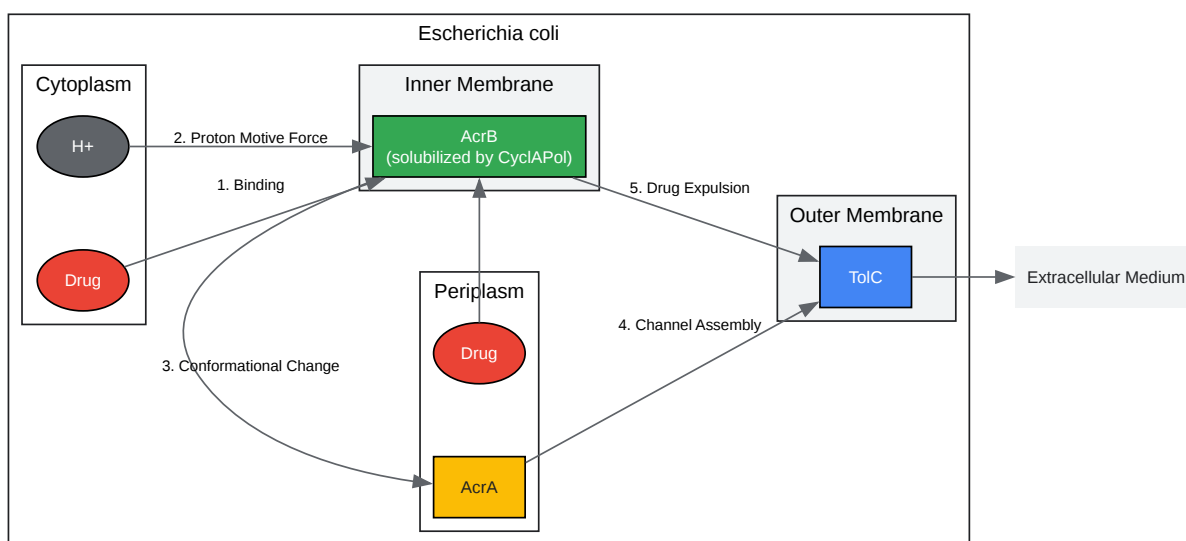 Escherichia coli
Cytoplasm
Inner Membrane
H+
2. Proton Motive Force
AcrB
(solubilized by CyclAPol)
1. Binding
5. Drug Expulsion
Outer Membrane
Drug
TolC
Extracellular Medium
Periplasm
4. Channel Assembly
Drug
3. Conformational Change
AcrA